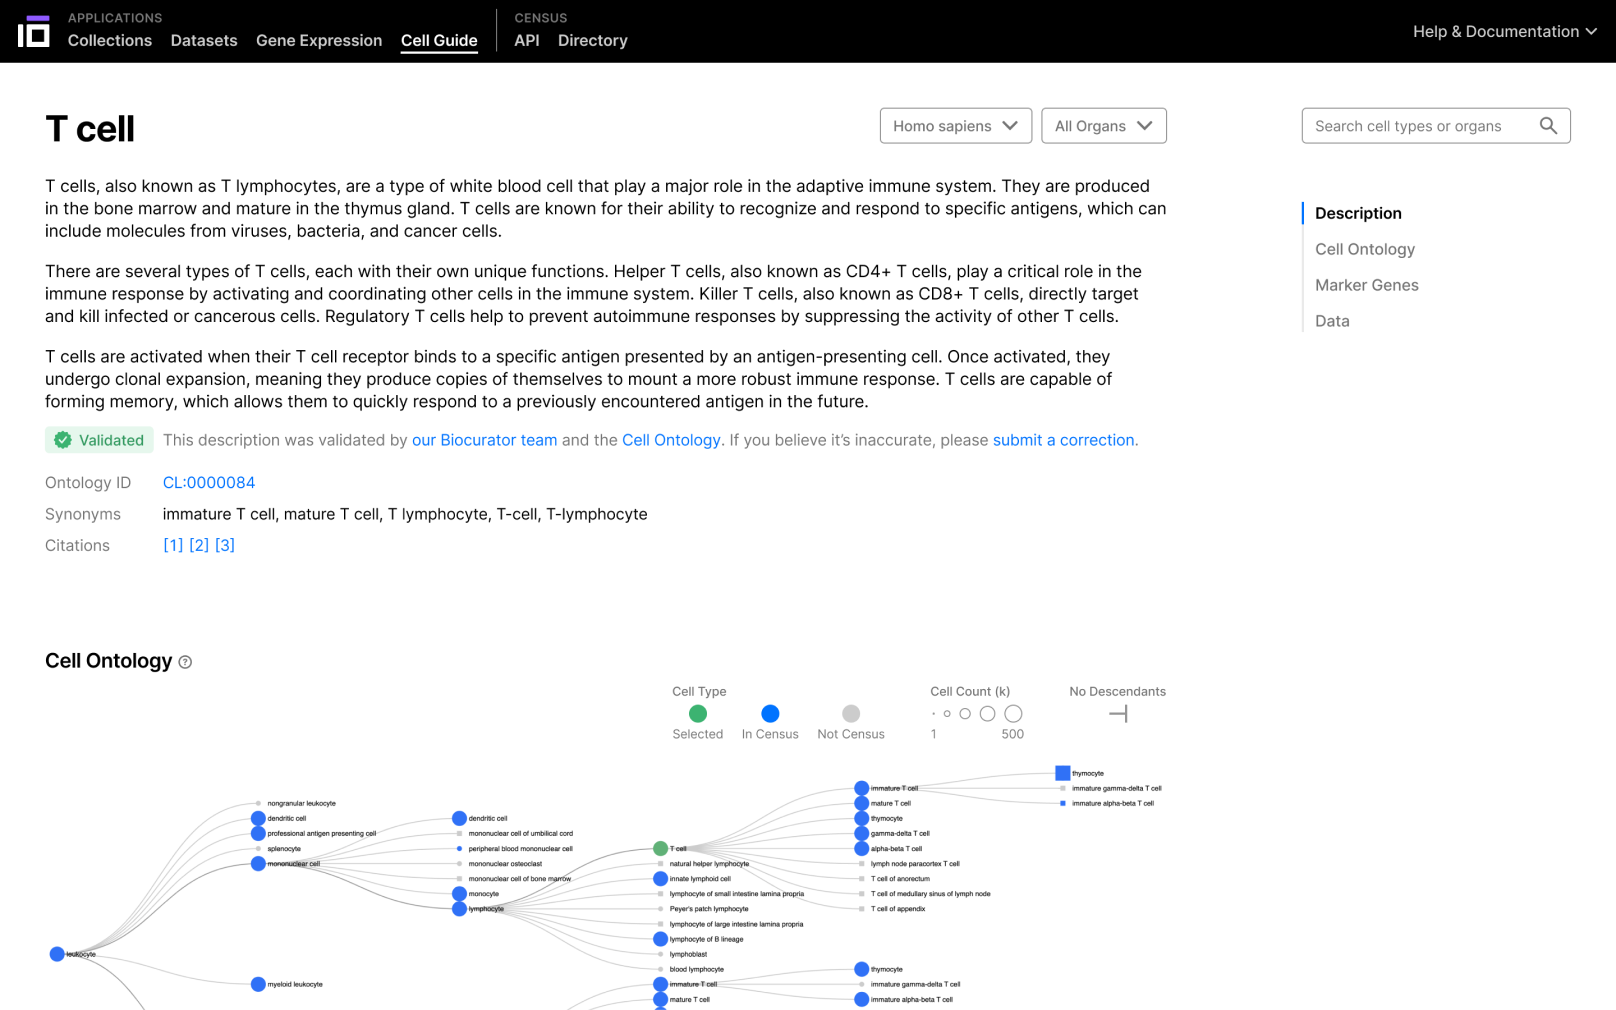 APPLICATIONS
Collections Datasets Gene Expression Cell Guide
CENSUS
API Directory
Help & Documentation
T cell
Homo sapiens
All Organs
Search cell types or organs
T cells, also known as T lymphocytes, are a type of white blood cell that play a major role in the adaptive immune system. They are produced
in the bone marrow and mature in the thymus gland. T cells are known for their ability to recognize and respond to specific antigens, which can
include molecules from viruses, bacteria, and cancer cells.
There are several types of T cells, each with their own unique functions. Helper T cells, also known as CD4+ T cells, play a critical role in the
immune response by activating and coordinating other cells in the immune system. Killer T cells, also known as CD8+ T cells, directly target
and kill infected or cancerous cells. Regulatory T cells help to prevent autoimmune responses by suppressing the activity of other T cells.
T cells are activated when their T cell receptor binds to a specific antigen presented by an antigen-presenting cell. Once activated, they
undergo clonal expansion, meaning they produce copies of themselves to mount a more robust immune response. T cells are capable of
forming memory, which allows them to quickly respond to a previously encountered antigen in the future.
Validated This description was validated by our Biocurator team and the Cell Ontology. If you believe it's inaccurate, please submit a correction.
Ontology ID CL:0000084
Synonyms immature T cell, mature T cell, T lymphocyte, T-cell, T-lymphocyte
Citations [1] [2] [3]
Description
Cell Ontology
Marker Genes
Data
Cell Ontology ?
Cell Type
Selected In Census Not Census
Cell Count (k)
1 500
No Descendants
leukocyte
nongranular leukocyte
dendritic cell
professional antigen presenting cell
splenocyte
mononuclear cell
myeloid leukocyte
dendritic cell
mononuclear cell of umbilical cord
peripheral blood mononuclear cell
mononuclear osteoclast
mononuclear cell of bone marrow
monocyte
lymphocyte
T cell
natural helper lymphocyte
innate lymphoid cell
lymphocyte of small intestine lamina propria
Peyer's patch lymphocyte
lymphocyte of large intestine lamina propria
lymphocyte of B lineage
lymphoblast
blood lymphocyte
immature T cell
mature T cell
immature T cell
mature T cell
thymocyte
gamma-delta T cell
alpha-beta T cell
lymph node paracortex T cell
T cell of anorectum
T cell of medullary sinus of lymph node
T cell of appendix
thymocyte
immature gamma-delta T cell
immature alpha-beta T cell
thymocyte
immature gamma-delta T cell
immature alpha-beta T cell